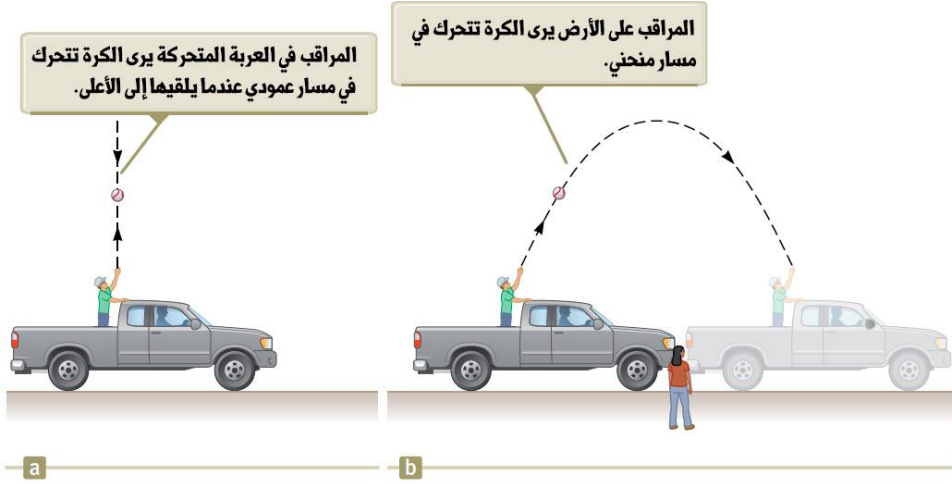 المراقب في العربة المتحركة يرى الكرة تتحرك
في مسار عمودي عندما يلقيها إلى الأعلى.
المراقب على الأرض يرى الكرة تتحرك في
مسار منحني.
a
b